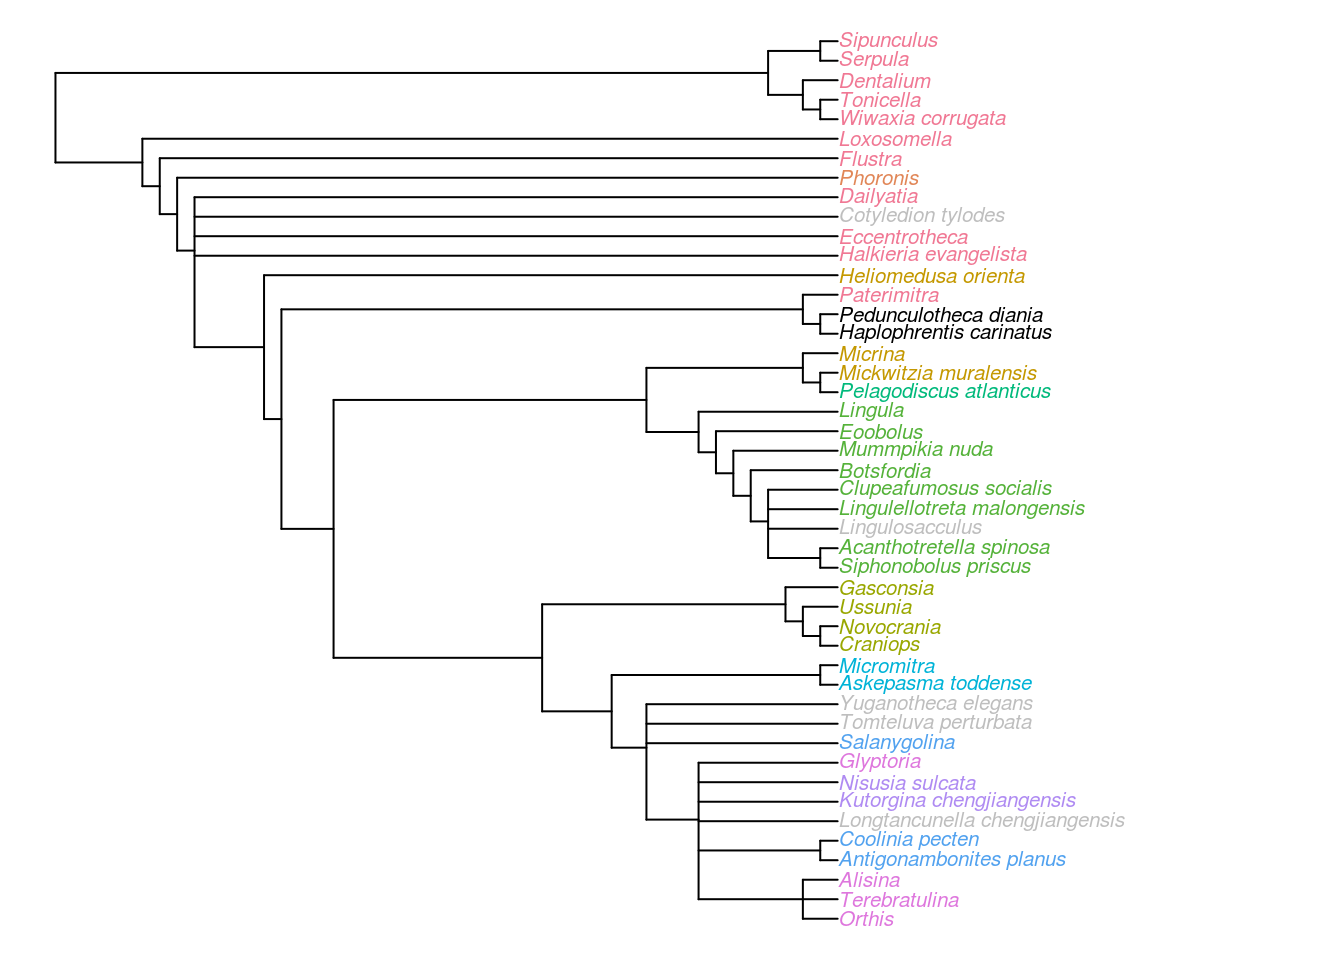 Sipunculus
Serpula
Dentalium
Tonicella
Wiwaxia corrugata
Loxosomella
Flustra
Phoronis
Dailyatia
Cotyledion tylodes
Eccentrotheca
Halkieria evangelista
Heliomedusa orienta
Paterimitra
Pedunculotheca diania
Haplophrentis carinatus
Micrina
Mickwitzia muralensis
Pelagodiscus atlanticus
Lingula
Eoobolus
Mummpikia nuda
Botsfordia
Clupeafumosus socialis
Lingulellotreta malongensis
Lingulosacculus
Acanthotretella spinosa
Siphonobolus priscus
Gasconsia
Ussunia
Novocrania
Craniops
Micromitra
Askepasma toddense
Yuganotheca elegans
Tomteluva perturbata
Salanygolina
Glyptoria
Nisusia sulcata
Kutorgina chengjiangensis
Longtancunella chengjiangensis
Coolinia pecten
Antigonambonites planus
Alisina
Terebratulina
Orthis